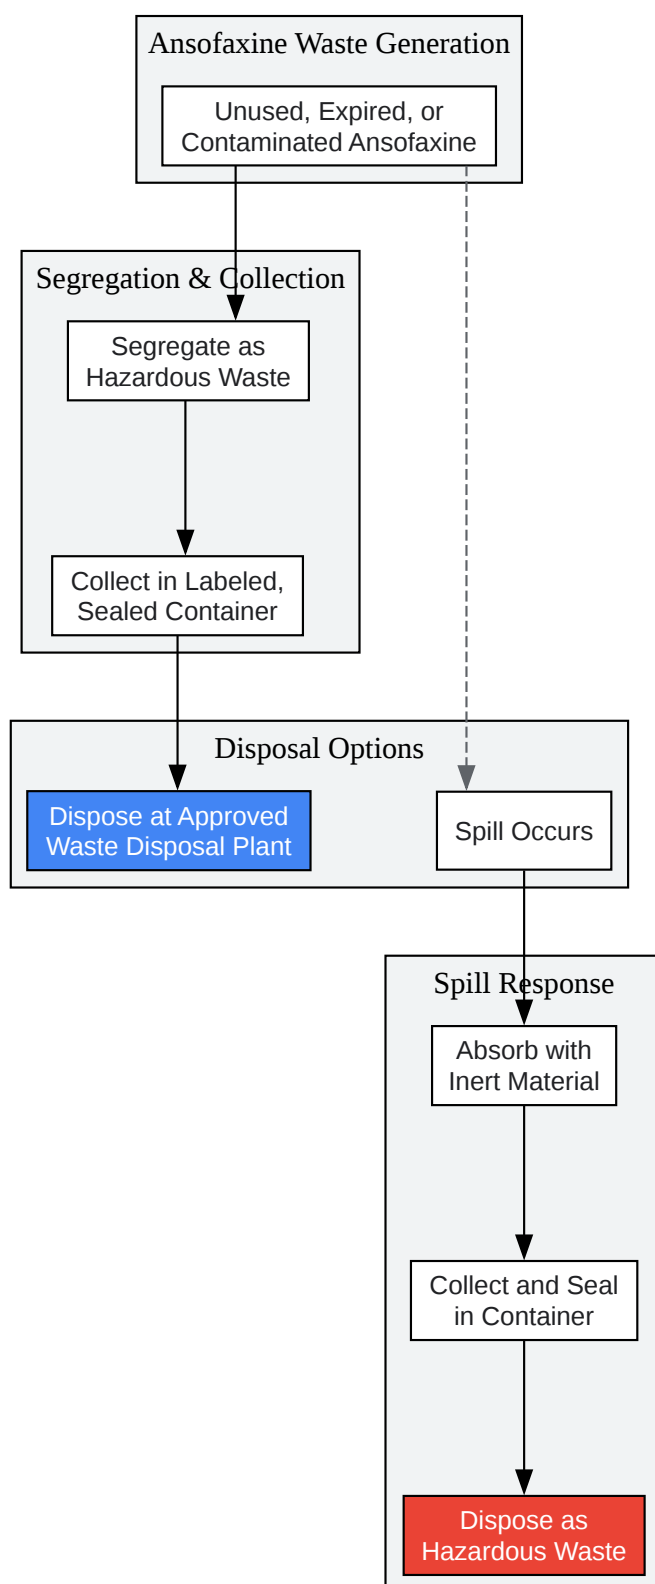 Ansofaxine Waste Generation
Unused, Expired, or
Contaminated Ansofaxine
Segregation & Collection
Segregate as
Hazardous Waste
Collect in Labeled,
Sealed Container
Disposal Options
Dispose at Approved
Waste Disposal Plant
Spill Occurs
Spill Response
Absorb with
Inert Material
Collect and Seal
in Container
Dispose as
Hazardous Waste